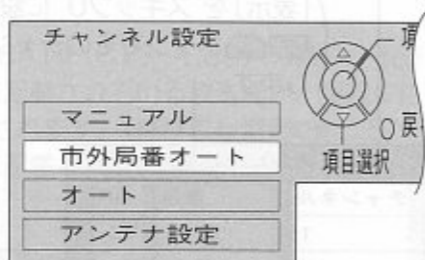 チャンネル設定
マニュアル
市外局番オート
オート
アンテナ設定
項
戻
項目選択